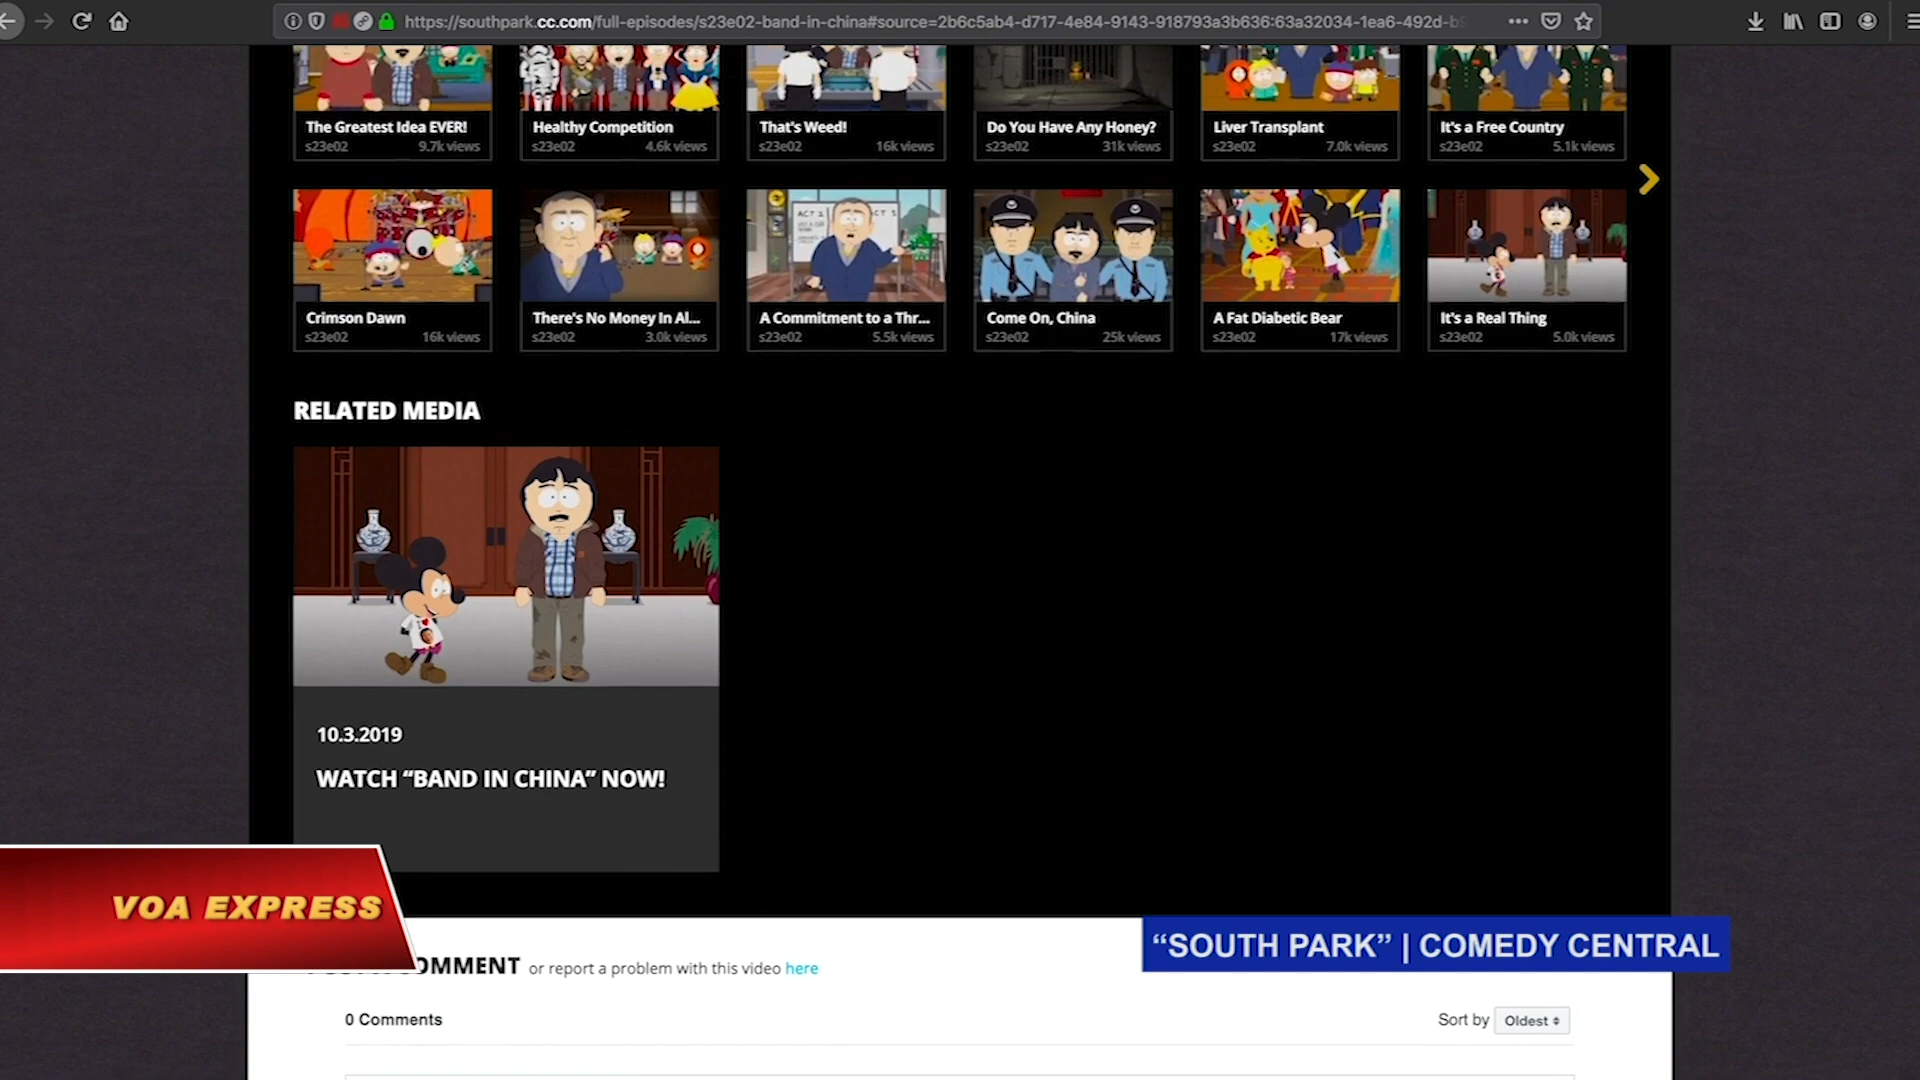 https://southpark.cc.com/full-episodes/s23e02-band-in-china#source=2b6c5ab4-d717-4e84-9143-918793a3b636:63a32034-1ea6-492d-b
The Greatest Idea EVER!
s23e02 9.7k views
Healthy Competition
s23e02 4.6k views
That's Weed!
s23e02 16k views
Do You Have Any Honey?
s23e02 31k views
Liver Transplant
s23e02 7.0k views
It's a Free Country
s23e02 5.1k views
ACT 1
ACT 5
Crimson Dawn
s23e02 16k views
There's No Money In Al...
s23e02 3.0k views
A Commitment to a Thr...
s23e02 5.5k views
Come On, China
s23e02 25k views
A Fat Diabetic Bear
s23e02 17k views
It's a Real Thing
s23e02 5.0k views
RELATED MEDIA
10.3.2019
WATCH “BAND IN CHINA” NOW!
VOA EXPRESS
“SOUTH PARK” | COMEDY CENTRAL
COMMENT or report a problem with this video here
0 Comments
Sort by Oldest